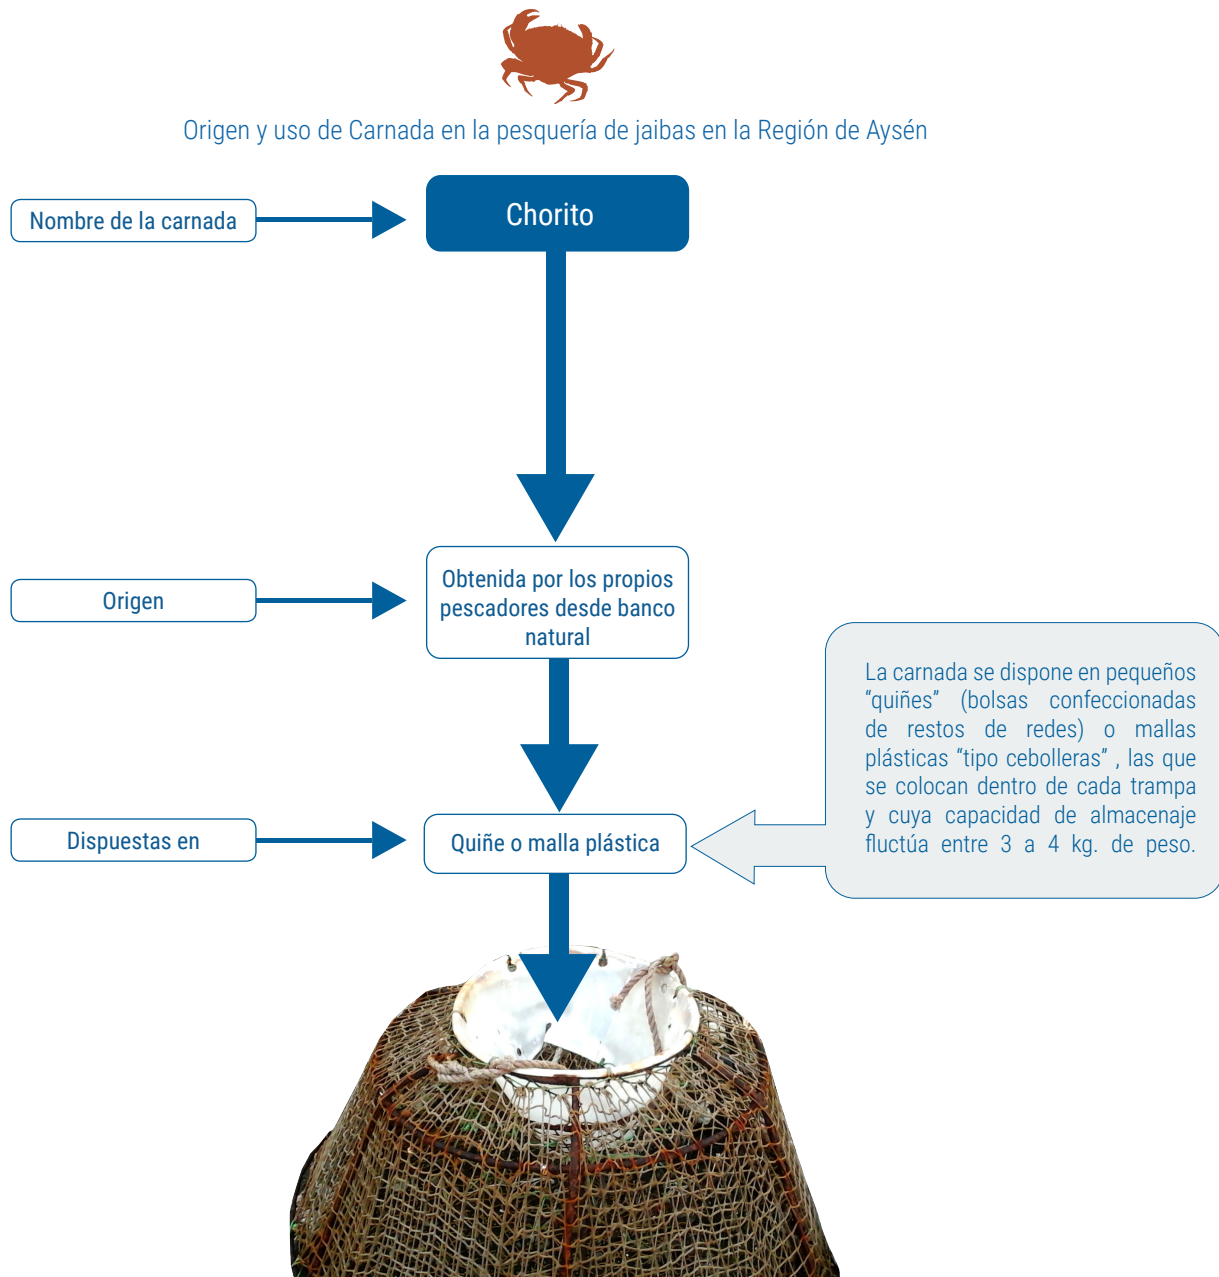 Origen y uso de Carnada en la pesquería de jaibas en la Región de Aysén
Nombre de la carnada
Chorito
Origen
Obtenida por los propios
pescadores desde banco
natural
Dispuestas en
Quiñe o malla plástica
La carnada se dispone en pequeños
“quiñes” (bolsas confeccionadas
de restos de redes) o mallas
plásticas “tipo cebolleras” , las que
se colocan dentro de cada trampa
y cuya capacidad de almacenaje
fluctúa entre 3 a 4 kg. de peso.